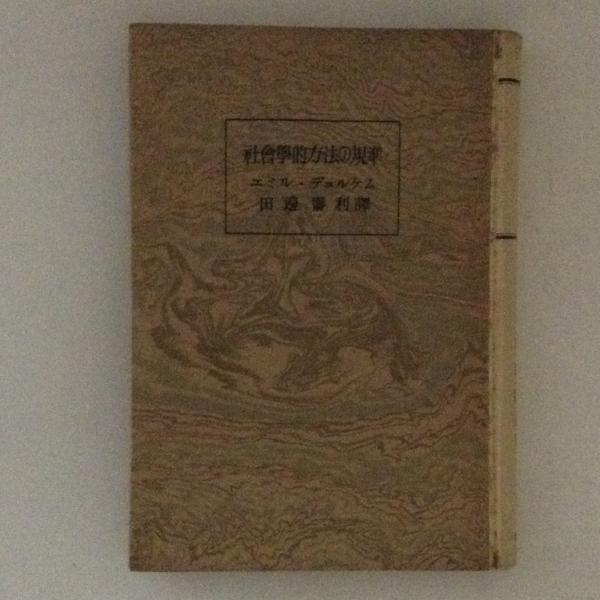 社會學的方法の規準
エミル・デュルケム
田邊壽利譯